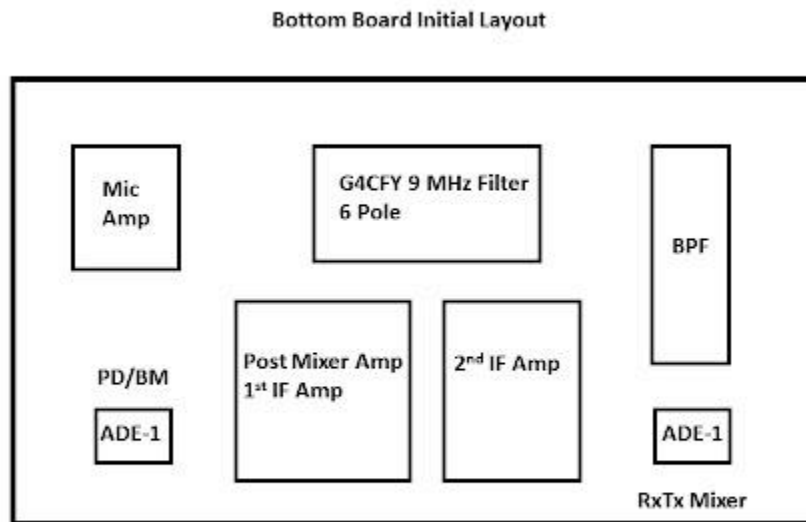 Bottom Board Initial Layout
Mic
Amp
G4CFY 9 MHz Filter
6 Pole
BPF
Post Mixer Amp
1st IF Amp
2nd IF Amp
PD/BM
ADE-1
ADE-1
RxTx Mixer